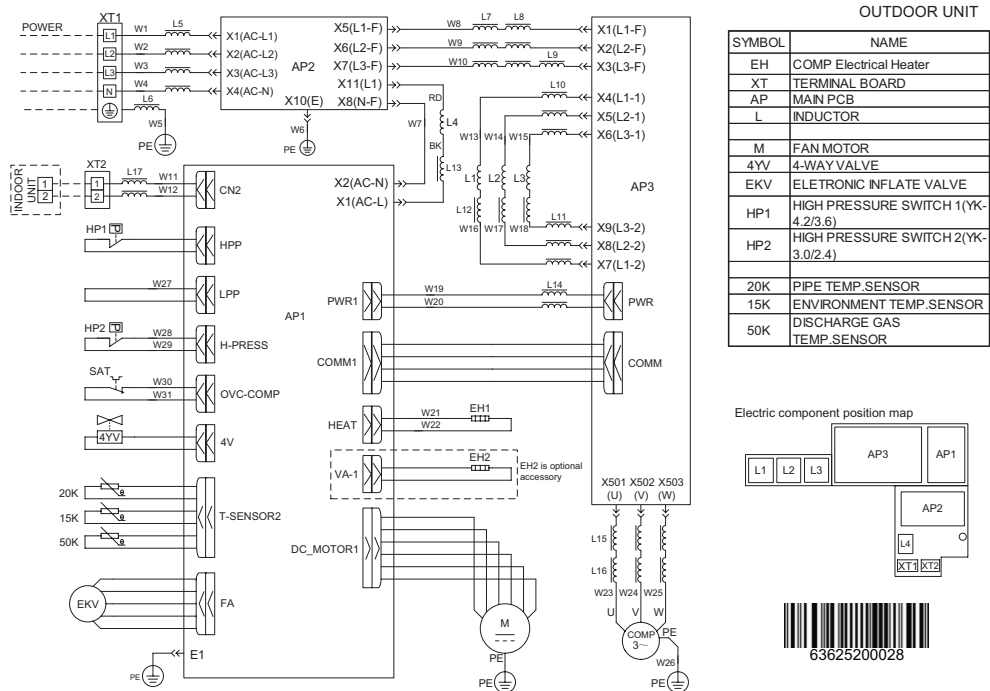 OUTDOOR UNIT
POWER
XT1
L1
L2
L3
N
W1
W2
W3
W4
W5
L5
L6
PE
X1(AC-L1)
X2(AC-L2)
X3(AC-L3)
X4(AC-N)
AP2
X10(E)
W6
PE
X5(L1-F)
X6(L2-F)
X7(L3-F)
X11(L1)
X8(N-F)
W8
L7
L8
W9
W10
L9
RD
L4
BK
L13
W7
X1(L1-F)
X2(L2-F)
X3(L3-F)
L10
X4(L1-1)
X5(L2-1)
X6(L3-1)
W13
W14
W15
L1
L2
L3
L12
W16
W17
W18
L11
X9(L3-2)
X8(L2-2)
X7(L1-2)
AP3
INDOOR
UNIT
1
2
XT2
1
2
L17
W11
W12
CN2
X2(AC-N)
X1(AC-L)
HP1
P
HPP
W27
LPP
HP2
P
W28
W29
H-PRESS
SAT
W30
W31
OVC-COMP
4YV
4V
20K
15K
50K
θ
θ
θ
T-SENSOR2
EKV
FA
E1
PE
AP1
PWR1
W19
W20
L14
PWR
COMM1
COMM
HEAT
W21
W22
EH1
VA-1
EH2
EH2 is optional
accessory
DC_MOTOR1
M
PE
PE
X501 X502 X503
(U) (V) (W)
L15
L16
W23 W24 W25
U V W
COMP
3~
PE
W26
PE
SYMBOL NAME
EH COMP Electrical Heater
XT TERMINAL BOARD
AP MAIN PCB
L INDUCTOR
M FAN MOTOR
4YV 4-WAY VALVE
EKV ELETRONIC INFLATE VALVE
HP1 HIGH PRESSURE SWITCH 1(YK-
4.2/3.6)
HP2 HIGH PRESSURE SWITCH 2(YK-
3.0/2.4)
20K PIPE TEMP.SENSOR
15K ENVIRONMENT TEMP.SENSOR
50K DISCHARGE GAS
TEMP.SENSOR
Electric component position map
L1 L2 L3
AP3
AP1
AP2
L4
XT1 XT2
63625200028